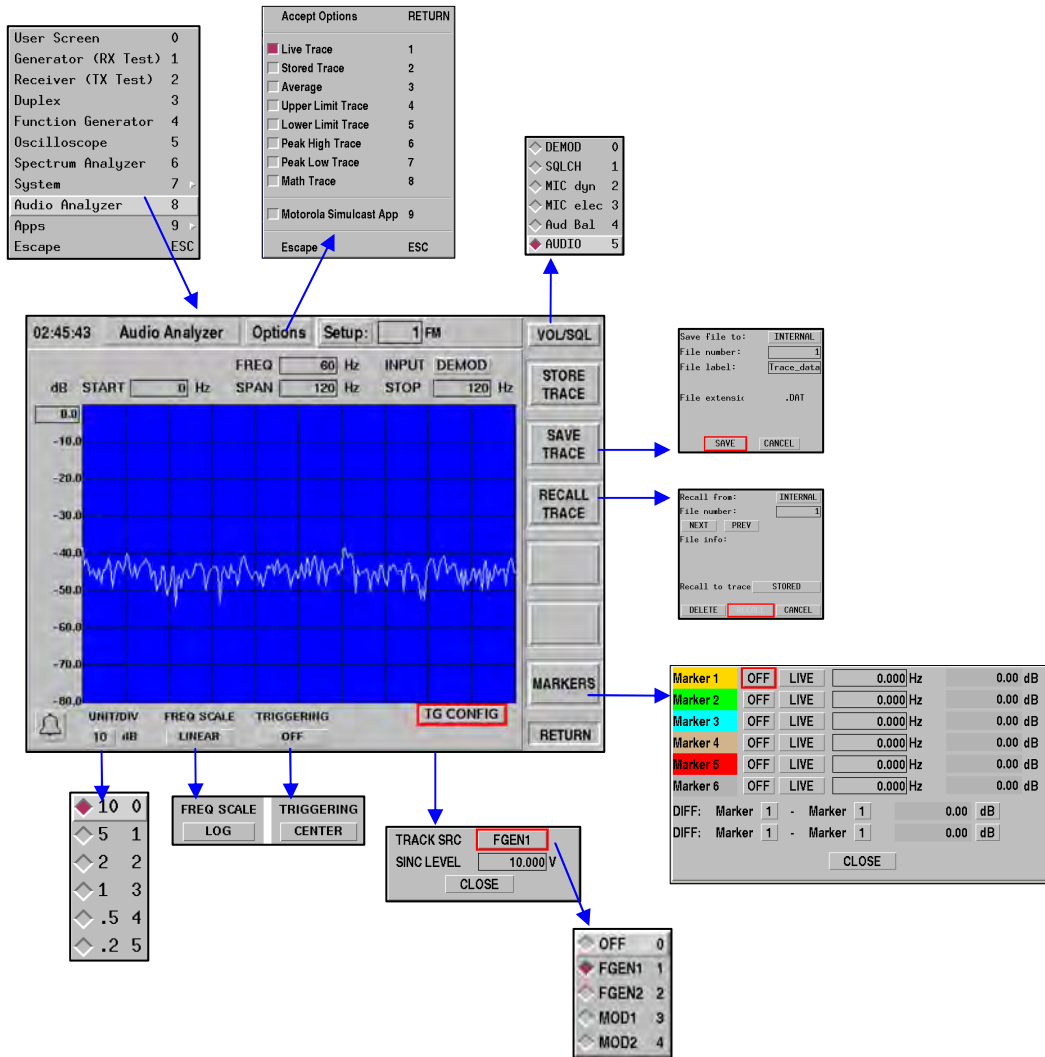 User Screen 0
Generator (RX Test) 1
Receiver (TX Test) 2
Duplex 3
Function Generator 4
Oscilloscope 5
Spectrum Analyzer 6
System 7
Audio Analyzer 8
Apps 9
Escape ESC
Accept Options RETURN
Live Trace 1
Stored Trace 2
Average 3
Upper Limit Trace 4
Lower Limit Trace 5
Peak High Trace 6
Peak Low Trace 7
Math Trace 8
Motorola Simulcast App 9
Escape ESC
DEMOD 0
SQLCH 1
MIC dyn 2
MIC elec 3
Aud Bal 4
AUDIO 5
02:45:43 Audio Analyzer Options Setup: 1 FM
FREQ 60 Hz INPUT DEMOD
dB START 0 Hz SPAN 120 Hz STOP 120 Hz
0.0
-10.0
-20.0
-30.0
-40.0
-50.0
-60.0
-70.0
-80.0
UNIT/DIV FREQ SCALE TRIGGERING TG CONFIG
10 dB LINEAR OFF
VOL/SQL
STORE
TRACE
SAVE
TRACE
RECALL
TRACE
MARKERS
RETURN
Save file to: INTERNAL
File number: 1
File label: Trace_data
File extensic .DAT
SAVE CANCEL
Recall from: INTERNAL
File number: 1
NEXT PREV
File info:
Recall to trace STORED
DELETE CANCEL
Marker 1 OFF LIVE 0.000 Hz 0.00 dB
Marker 2 OFF LIVE 0.000 Hz 0.00 dB
Marker 3 OFF LIVE 0.000 Hz 0.00 dB
Marker 4 OFF LIVE 0.000 Hz 0.00 dB
Marker 5 OFF LIVE 0.000 Hz 0.00 dB
Marker 6 OFF LIVE 0.000 Hz 0.00 dB
DIFF: Marker 1 - Marker 1 0.00 dB
DIFF: Marker 1 - Marker 1 0.00 dB
CLOSE
10 0
5 1
2 2
1 3
.5 4
.2 5
FREQ SCALE TRIGGERING
LOG CENTER
TRACK SRC FGEN1
SINC LEVEL 10.000 V
CLOSE
OFF 0
FGEN1 1
FGEN2 2
MOD1 3
MOD2 4